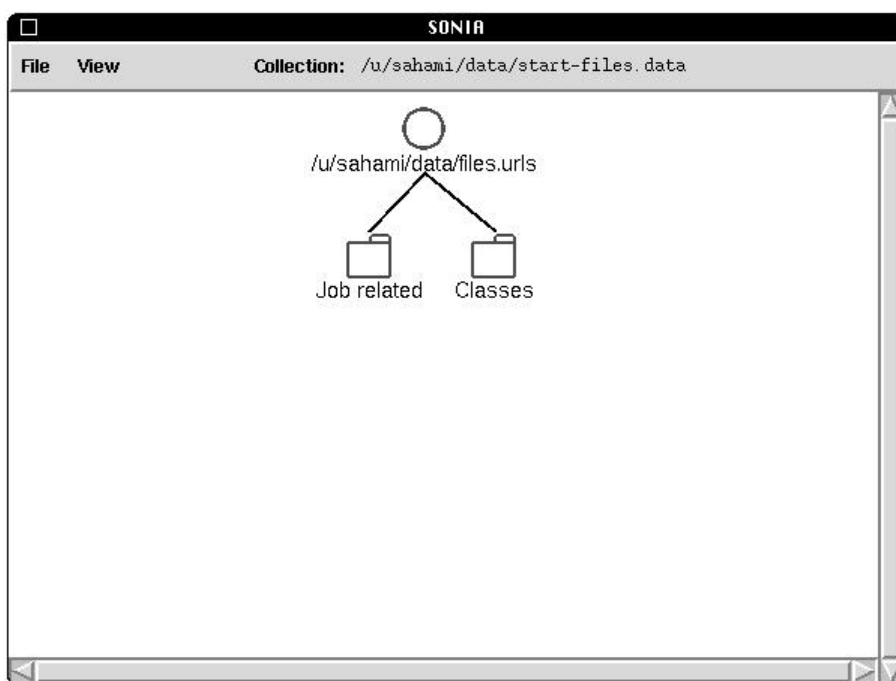 SONIA
File View Collection: /u/sahami/data/start-files.data
/u/sahami/data/files.urls
Job related Classes